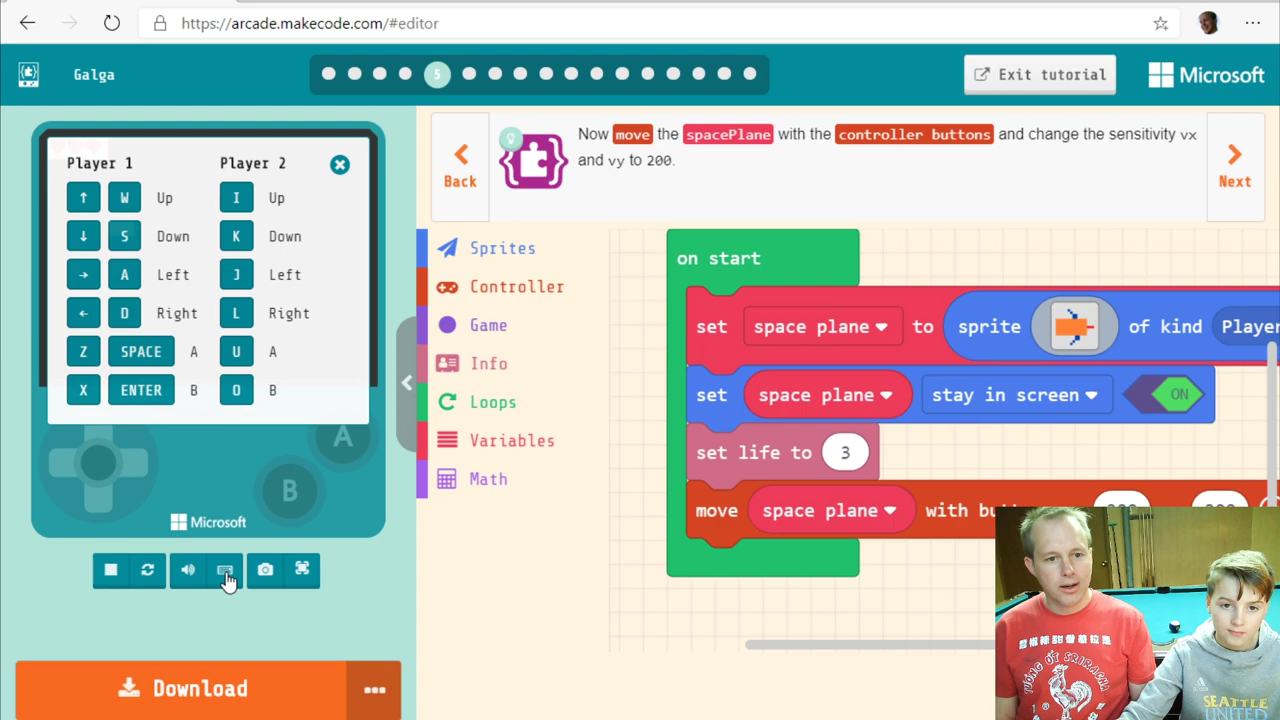 https://arcade.makecode.com/#editor
Galga
5
Exit tutorial
Microsoft
Player 1
Player 2
↑ W Up
I Up
↓ S Down
K Down
→ A Left
J Left
← D Right
L Right
Z SPACE A
U A
X ENTER B
O B
A
B
Microsoft
Download
Back
Now move the spacePlane with the controller buttons and change the sensitivity vx
and vy to 200.
Next
Sprites
Controller
Game
Info
Loops
Variables
Math
on start
set space plane to sprite of kind Player
set space plane stay in screen ON
set life to 3
move space plane with
SEATTLE
UNITED